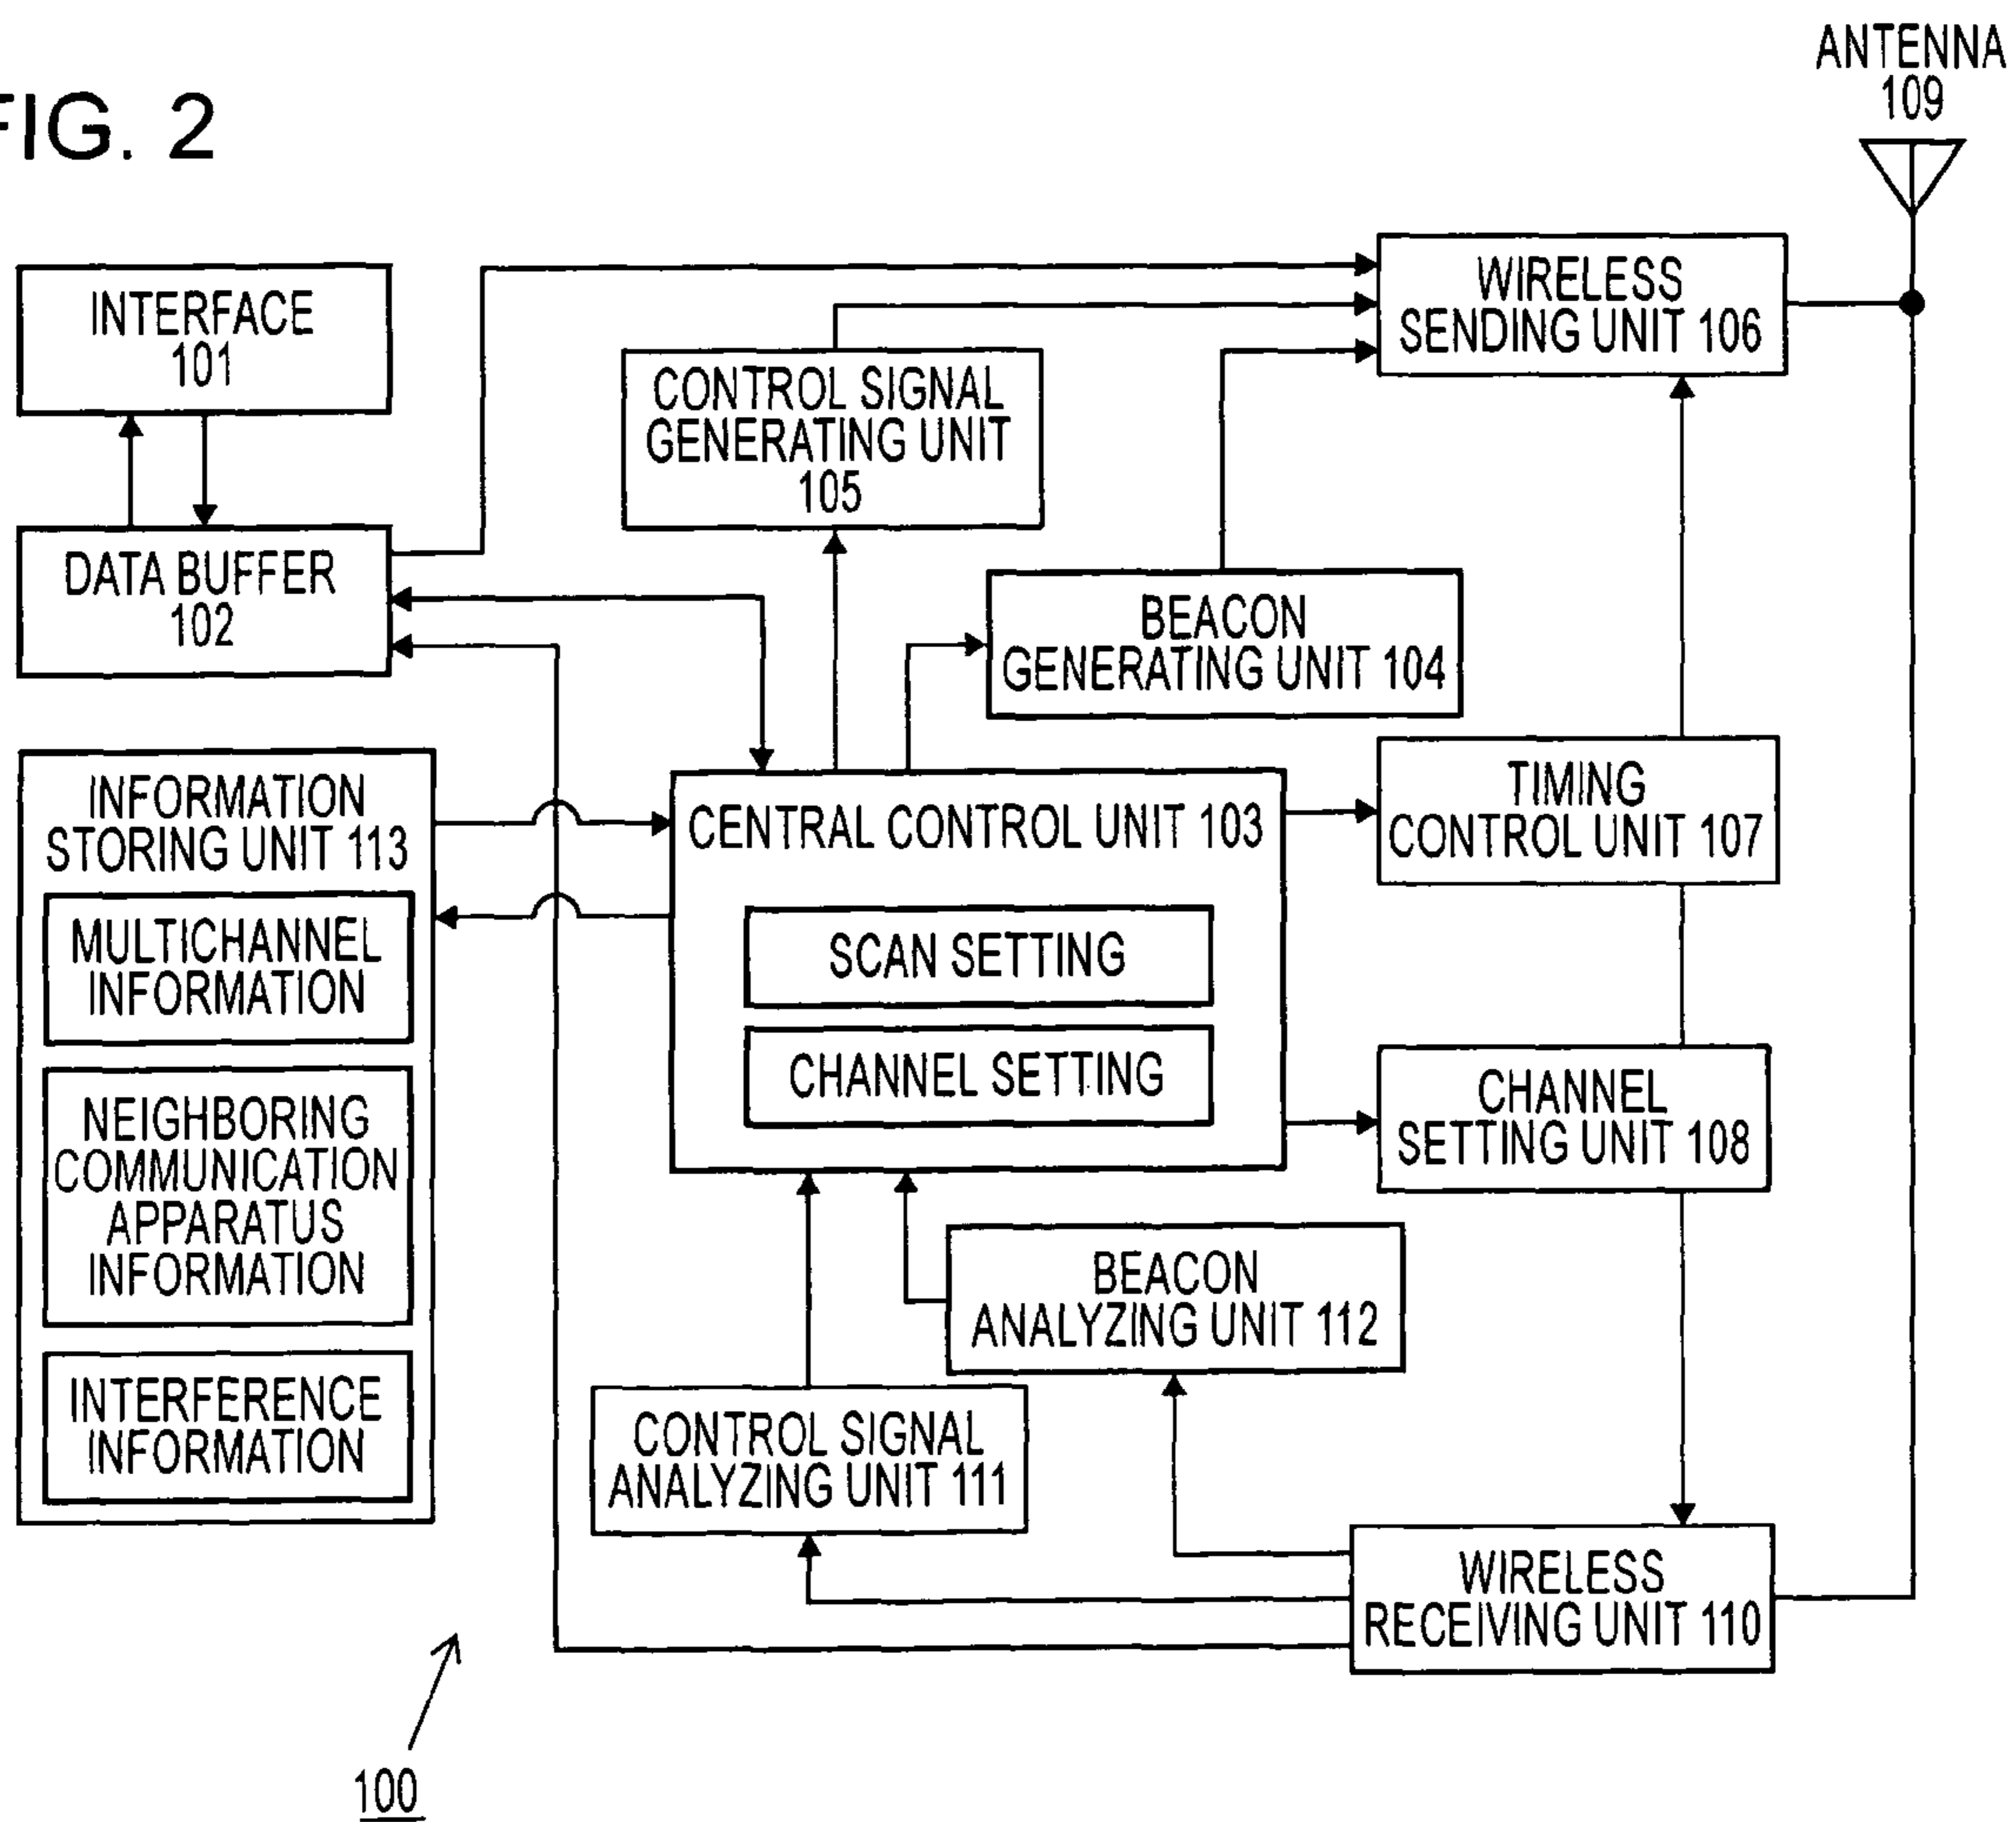 FIG. 2
ANTENNA
109
INTERFACE
101
WIRELESS
SENDING UNIT 106
CONTROL SIGNAL
GENERATING UNIT
105
DATA BUFFER
102
BEACON
GENERATING UNIT 104
INFORMATION
STORING UNIT 113
MULTICHANNEL
INFORMATION
NEIGHBORING
COMMUNICATION
APPARATUS
INFORMATION
INTERFERENCE
INFORMATION
CENTRAL CONTROL UNIT 103
SCAN SETTING
CHANNEL SETTING
TIMING
CONTROL UNIT 107
CHANNEL
SETTING UNIT 108
BEACON
ANALYZING UNIT 112
CONTROL SIGNAL
ANALYZING UNIT 111
WIRELESS
RECEIVING UNIT 110
100